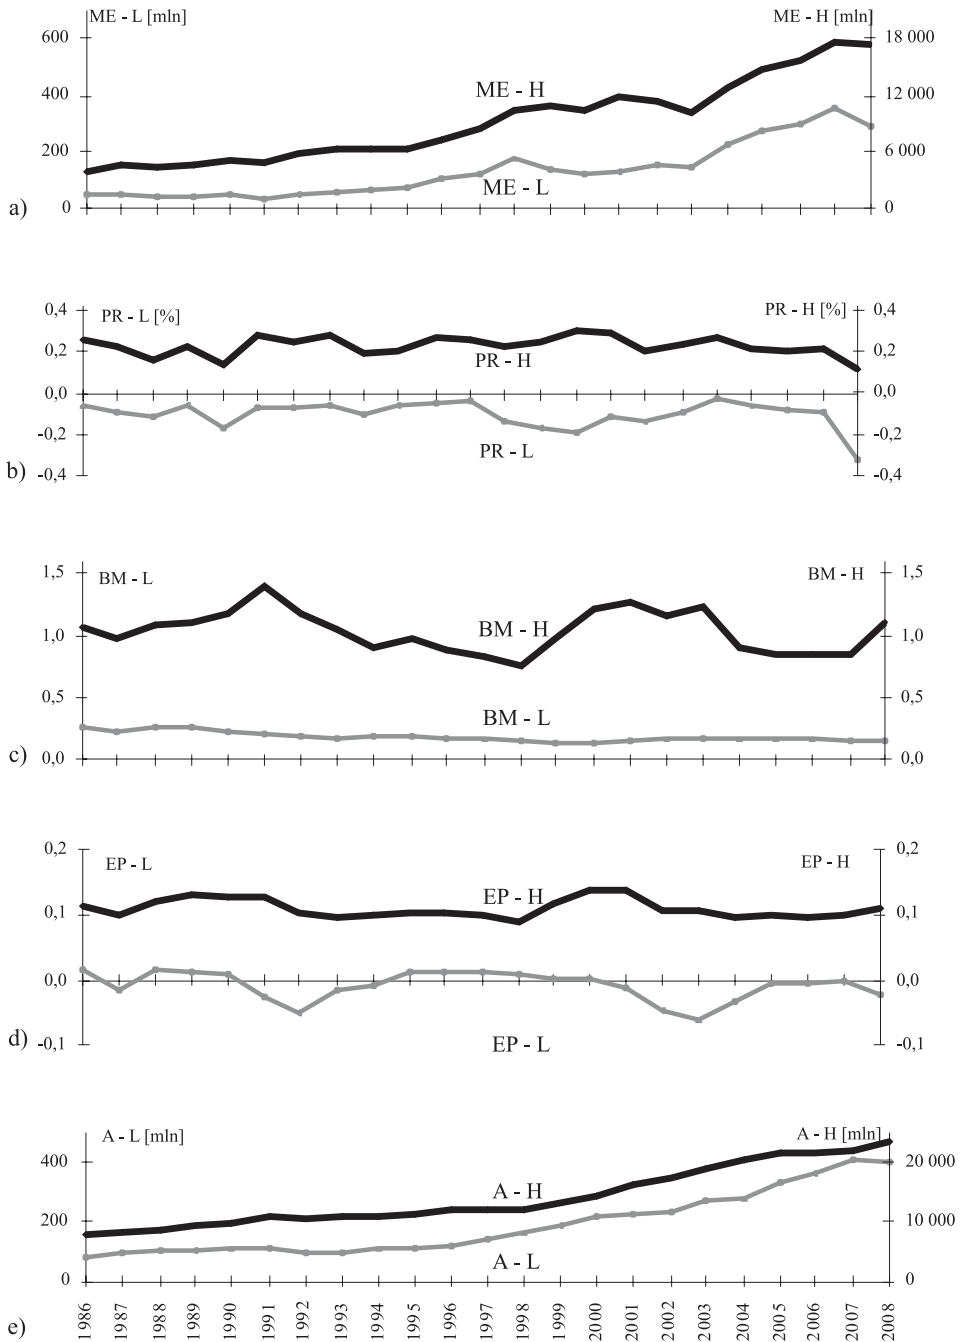 ME - L [mln] ME - H [mln]
600 18 000
ME - H
400 12 000
200 6 000
ME - L
a) 0 0
0,4 0,4
PR - L [%] PR - H [%]
0,2 PR - H 0,2
0,0 0,0
-0,2 -0,2
PR - L
b) -0,4 -0,4
1,5 1,5
BM - L BM - H
1,0 BM - H 1,0
0,5 0,5
BM - L
c) 0,0 0,0
0,2 0,2
EP - L EP - H
EP - H
0,1 0,1
0,0 0,0
d) -0,1 EP - L -0,1
A - L [mln] A - H [mln]
400 20 000
A - H
200 10 000
A - L
0 0
e) 1986 1987 1988 1989 1990 1991 1992 1993 1994 1995 1996 1997 1998 1999 2000 2001 2002 2003 2004 2005 2006 2007 2008